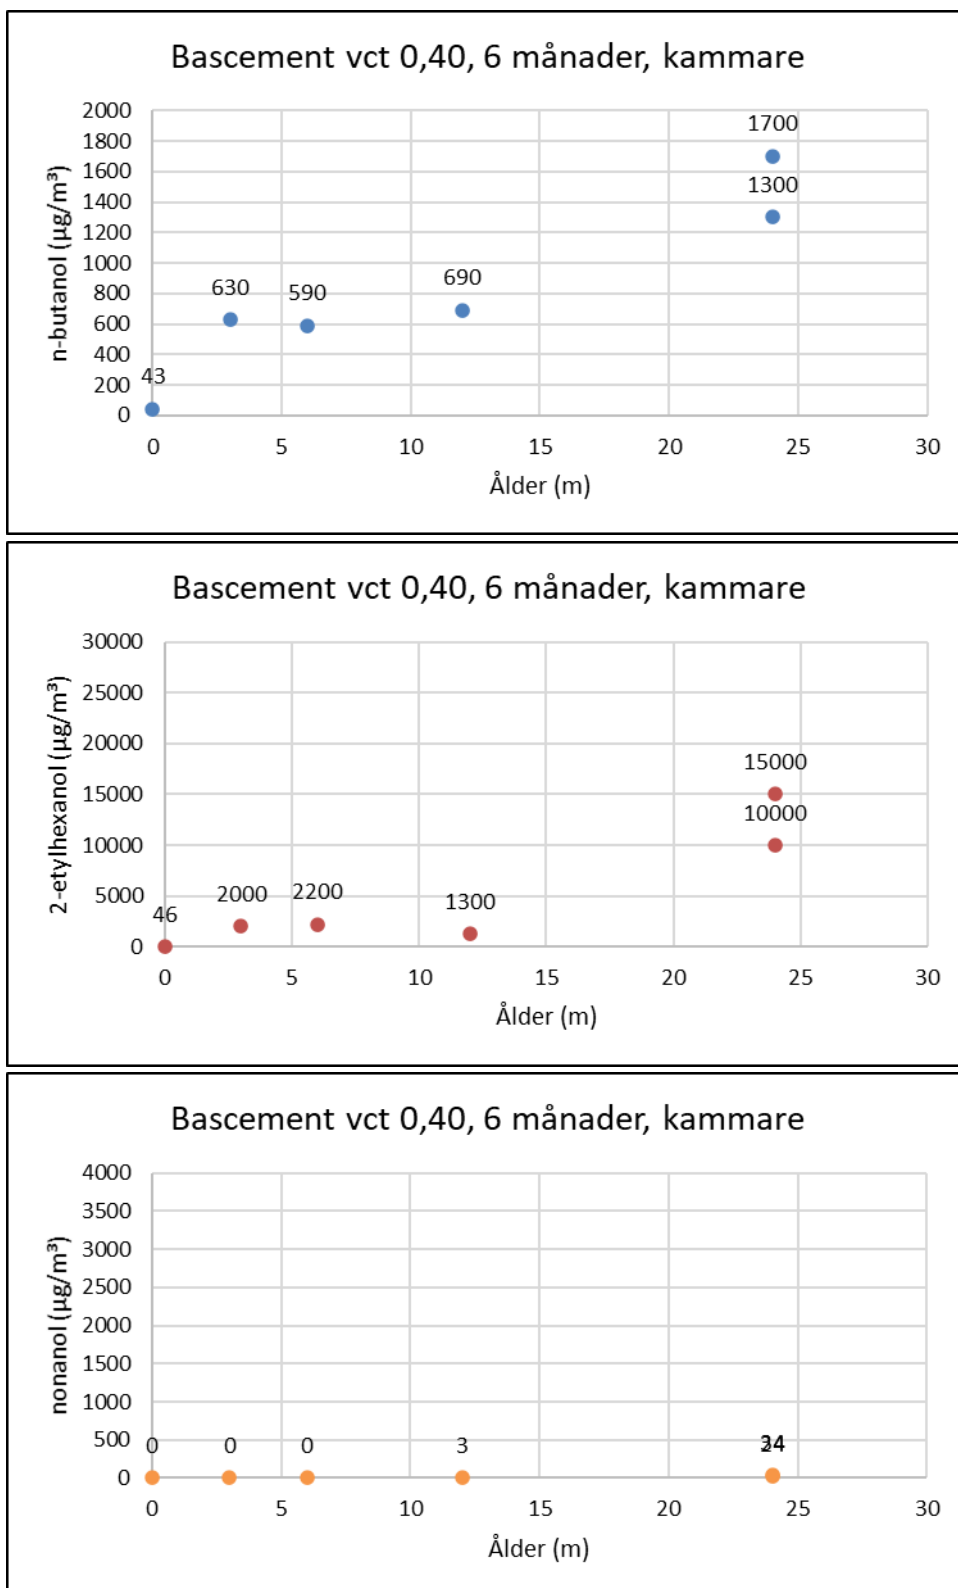 Bascement vct 0,40, 6 månader, kammare
n-butanol (µg/m³)
2000
1800
1600
1400
1200
1000
800
600
400
200
0
1700
1300
690
630
590
43
0 5 10 15 20 25 30
Ålder (m)
Bascement vct 0,40, 6 månader, kammare
2-etylhexanol (µg/m³)
30000
25000
20000
15000
10000
5000
0
15000
10000
46 2000 2200 1300
0 5 10 15 20 25 30
Ålder (m)
Bascement vct 0,40, 6 månader, kammare
nonanol (µg/m³)
4000
3500
3000
2500
2000
1500
1000
500
0
0 0 0 3
0 5 10 15 20 25 30
Ålder (m)